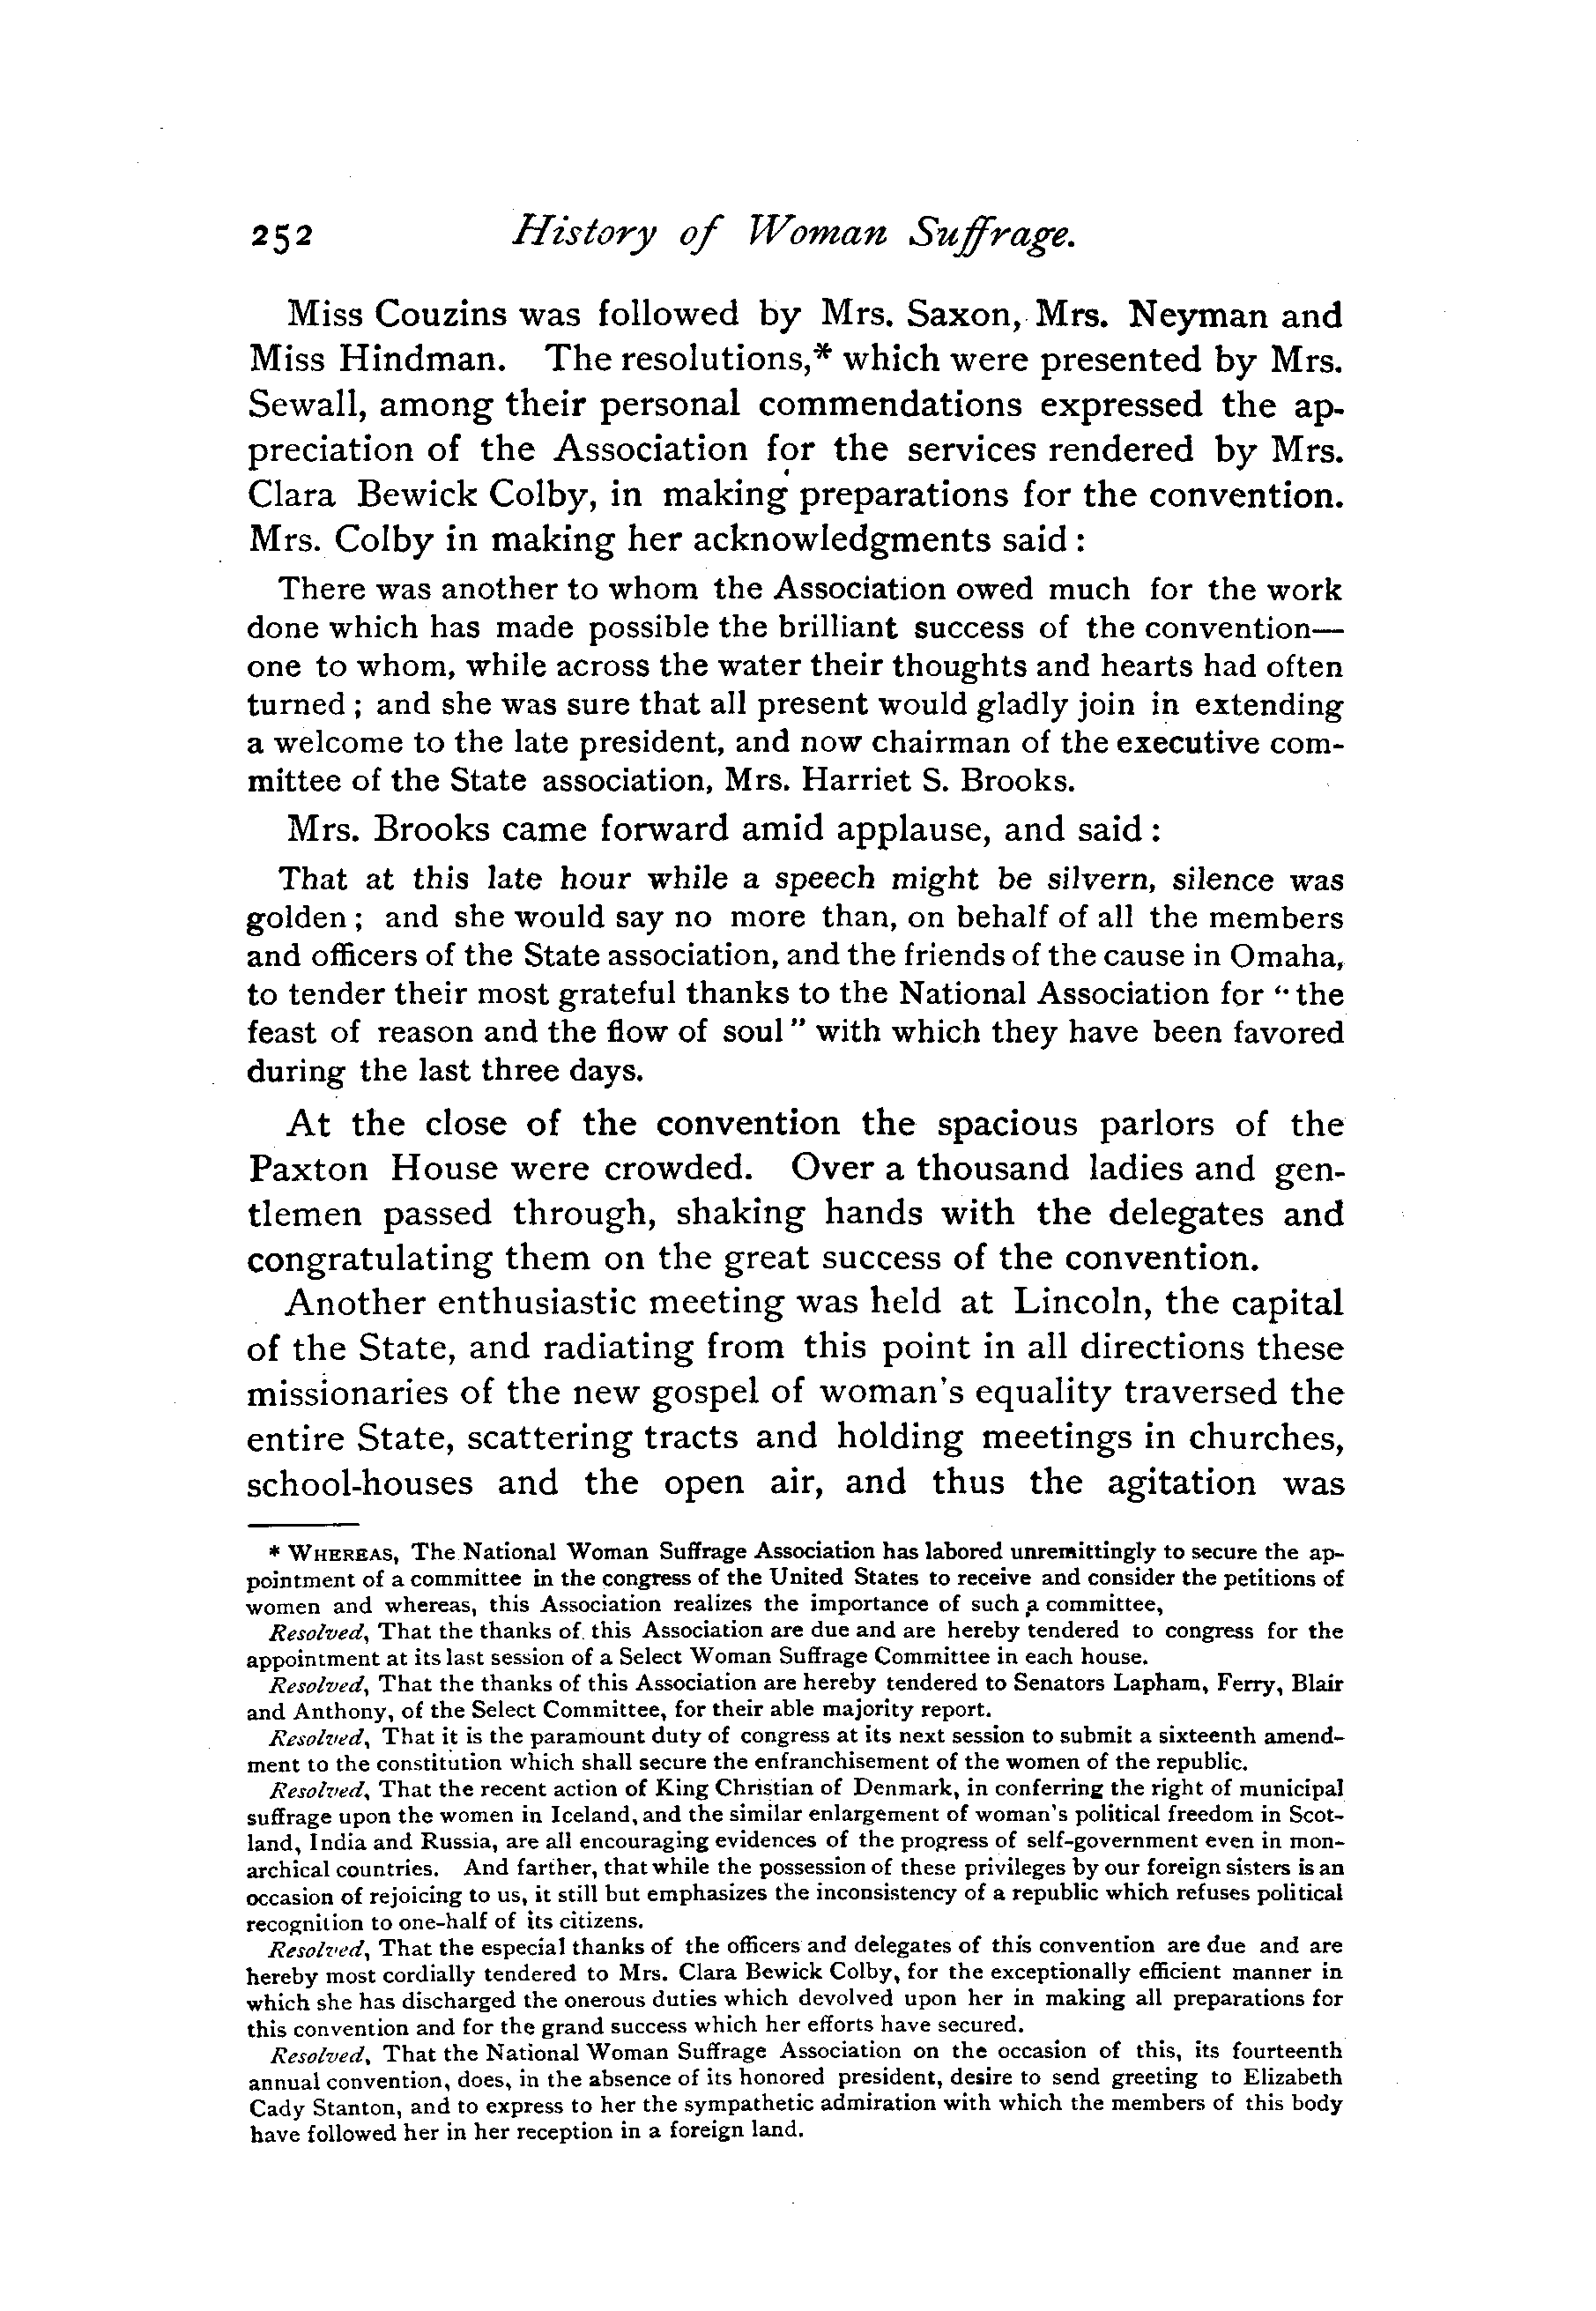 252 History of Woman Suffrage.
Miss Couzins was followed by Mrs. Saxon, Mrs. Neyman and
Miss Hindman. The resolutions,* which were presented by Mrs.
Sewall, among their personal commendations expressed the ap-
preciation of the Association for the services rendered by Mrs.
Clara Bewick Colby, in making preparations for the convention.
Mrs. Colby in making her acknowledgments said :
There was another to whom the Association owed much for the work
done which has made possible the brilliant success of the convention—
one to whom, while across the water their thoughts and hearts had often
turned ; and she was sure that all present would gladly join in extending
a welcome to the late president, and now chairman of the executive com-
mittee of the State association, Mrs. Harriet S. Brooks.
Mrs. Brooks came forward amid applause, and said :
That at this late hour while a speech might be silvern, silence was
golden ; and she would say no more than, on behalf of all the members
and officers of the State association, and the friends of the cause in Omaha,
to tender their most grateful thanks to the National Association for “ the
feast of reason and the flow of soul ” with which they have been favored
during the last three days.
At the close of the convention the spacious parlors of the
Paxton House were crowded. Over a thousand ladies and gen-
tlemen passed through, shaking hands with the delegates and
congratulating them on the great success of the convention.
Another enthusiastic meeting was held at Lincoln, the capital
of the State, and radiating from this point in all directions these
missionaries of the new gospel of woman's equality traversed the
entire State, scattering tracts and holding meetings in churches,
school-houses and the open air, and thus the agitation was
* WHEREAS, The National Woman Suffrage Association has labored unremittingly to secure the ap-
pointment of a committee in the congress of the United States to receive and consider the petitions of
women and whereas, this Association realizes the importance of such a committee,
Resolved, That the thanks of this Association are due and are hereby tendered to congress for the
appointment at its last session of a Select Woman Suffrage Committee in each house.
Resolved, That the thanks of this Association are hereby tendered to Senators Lapham, Ferry, Blair
and Anthony, of the Select Committee, for their able majority report.
Resolved, That it is the paramount duty of congress at its next session to submit a sixteenth amend-
ment to the constitution which shall secure the enfranchisement of the women of the republic.
Resolved, That the recent action of King Christian of Denmark, in conferring the right of municipal
suffrage upon the women in Iceland, and the similar enlargement of woman's political freedom in Scot-
land, India and Russia, are all encouraging evidences of the progress of self-government even in mon-
archical countries. And farther, that while the possession of these privileges by our foreign sisters is an
occasion of rejoicing to us, it still but emphasizes the inconsistency of a republic which refuses political
recognition to one-half of its citizens.
Resolved, That the especial thanks of the officers and delegates of this convention are due and are
hereby most cordially tendered to Mrs. Clara Bewick Colby, for the exceptionally efficient manner in
which she has discharged the onerous duties which devolved upon her in making all preparations for
this convention and for the grand success which her efforts have secured.
Resolved, That the National Woman Suffrage Association on the occasion of this, its fourteenth
annual convention, does, in the absence of its honored president, desire to send greeting to Elizabeth
Cady Stanton, and to express to her the sympathetic admiration with which the members of this body
have followed her in her reception in a foreign land.